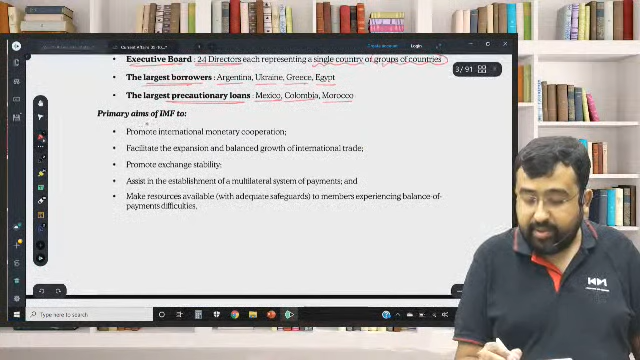 Current Affairs
Login
3 / 91
Executive Board : 24 Directors each representing a single country or groups of countries
The largest borrowers : Argentina, Ukraine, Greece, Egypt
The largest precautionary loans : Mexico, Colombia, Morocco
Primary aims of IMF to:
• Promote international monetary cooperation;
• Facilitate the expansion and balanced growth of international trade;
• Promote exchange stability;
• Assist in the establishment of a multilateral system of payments; and
• Make resources available (with adequate safeguards) to members experiencing balance-of-
payments difficulties.
Type here to search